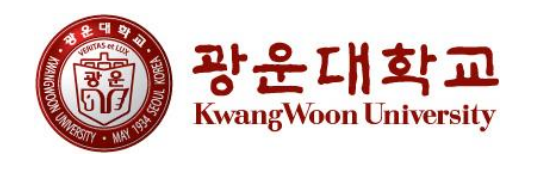 광운대학교
VERITAS et LUX
광운
KWANGWOON UNIVERSITY · MAY 1934 SEOUL KOREA
광운대학교
KwangWoon University